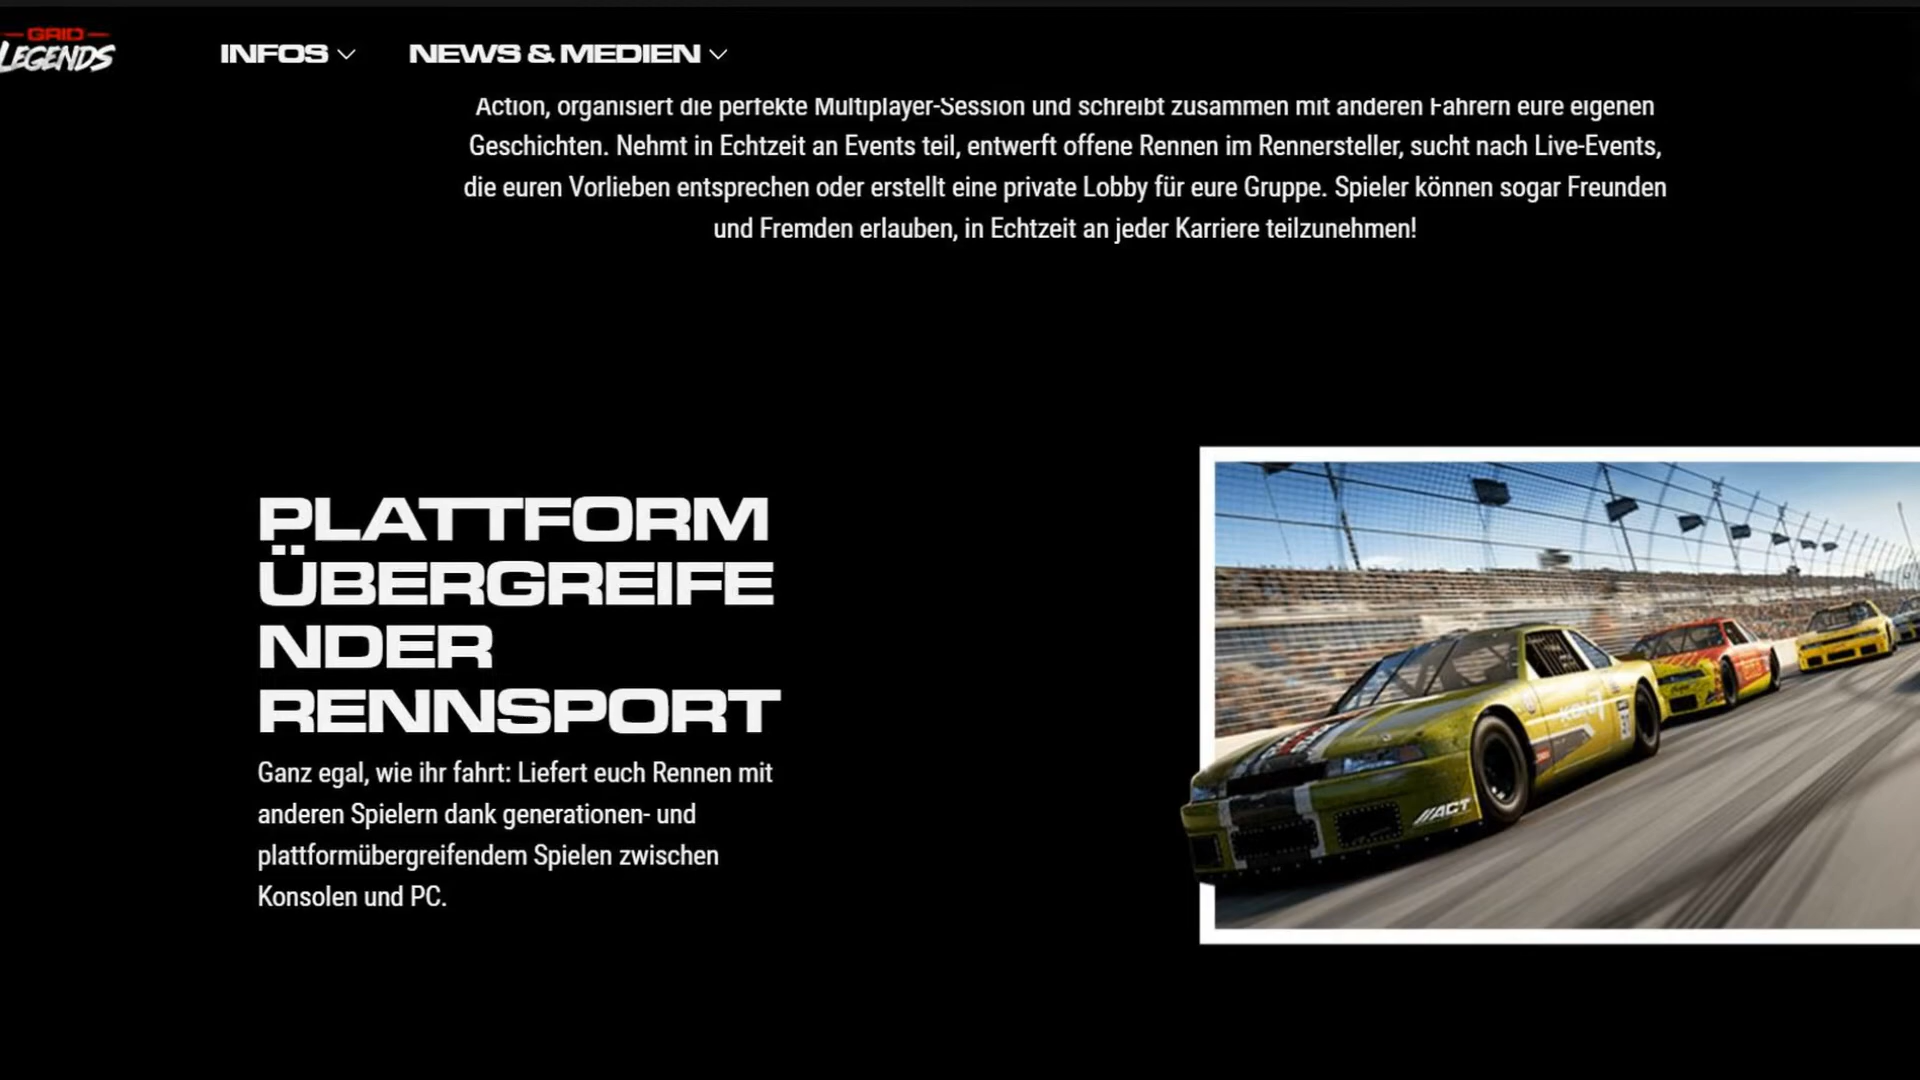 GRID
LEGENDS
INFOS
NEWS & MEDIEN
Action, organisiert die perfekte Multiplayer-Session und schreibt zusammen mit anderen Fahrern eure eigenen
Geschichten. Nehmt in Echtzeit an Events teil, entwerft offene Rennen im Rennersteller, sucht nach Live-Events,
die euren Vorlieben entsprechen oder erstellt eine private Lobby für eure Gruppe. Spieler können sogar Freunden
und Fremden erlauben, in Echtzeit an jeder Karriere teilzunehmen!
PLATTFORM
ÜBERGREIFE
NDER
RENNSPORT
Ganz egal, wie ihr fahrt: Liefert euch Rennen mit
anderen Spielern dank generationen- und
plattformübergreifendem Spielen zwischen
Konsolen und PC.
//ACT